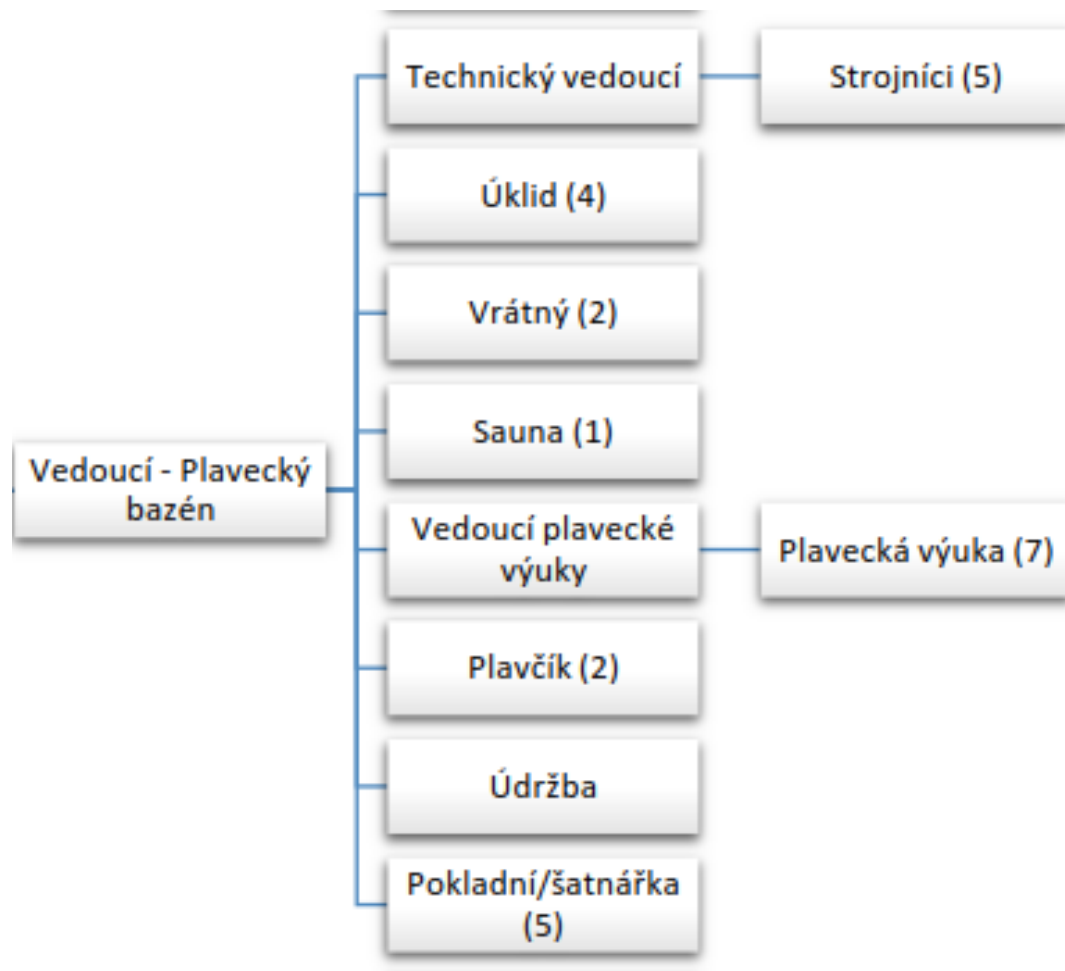 Technický vedoucí
Strojníci (5)
Úklid (4)
Vrátný (2)
Sauna (1)
Vedoucí - Plavecký
bazén
Vedoucí plavecké
výuky
Plavecká výuka (7)
Plavčík (2)
Údržba
Pokladní/šatnářka
(5)